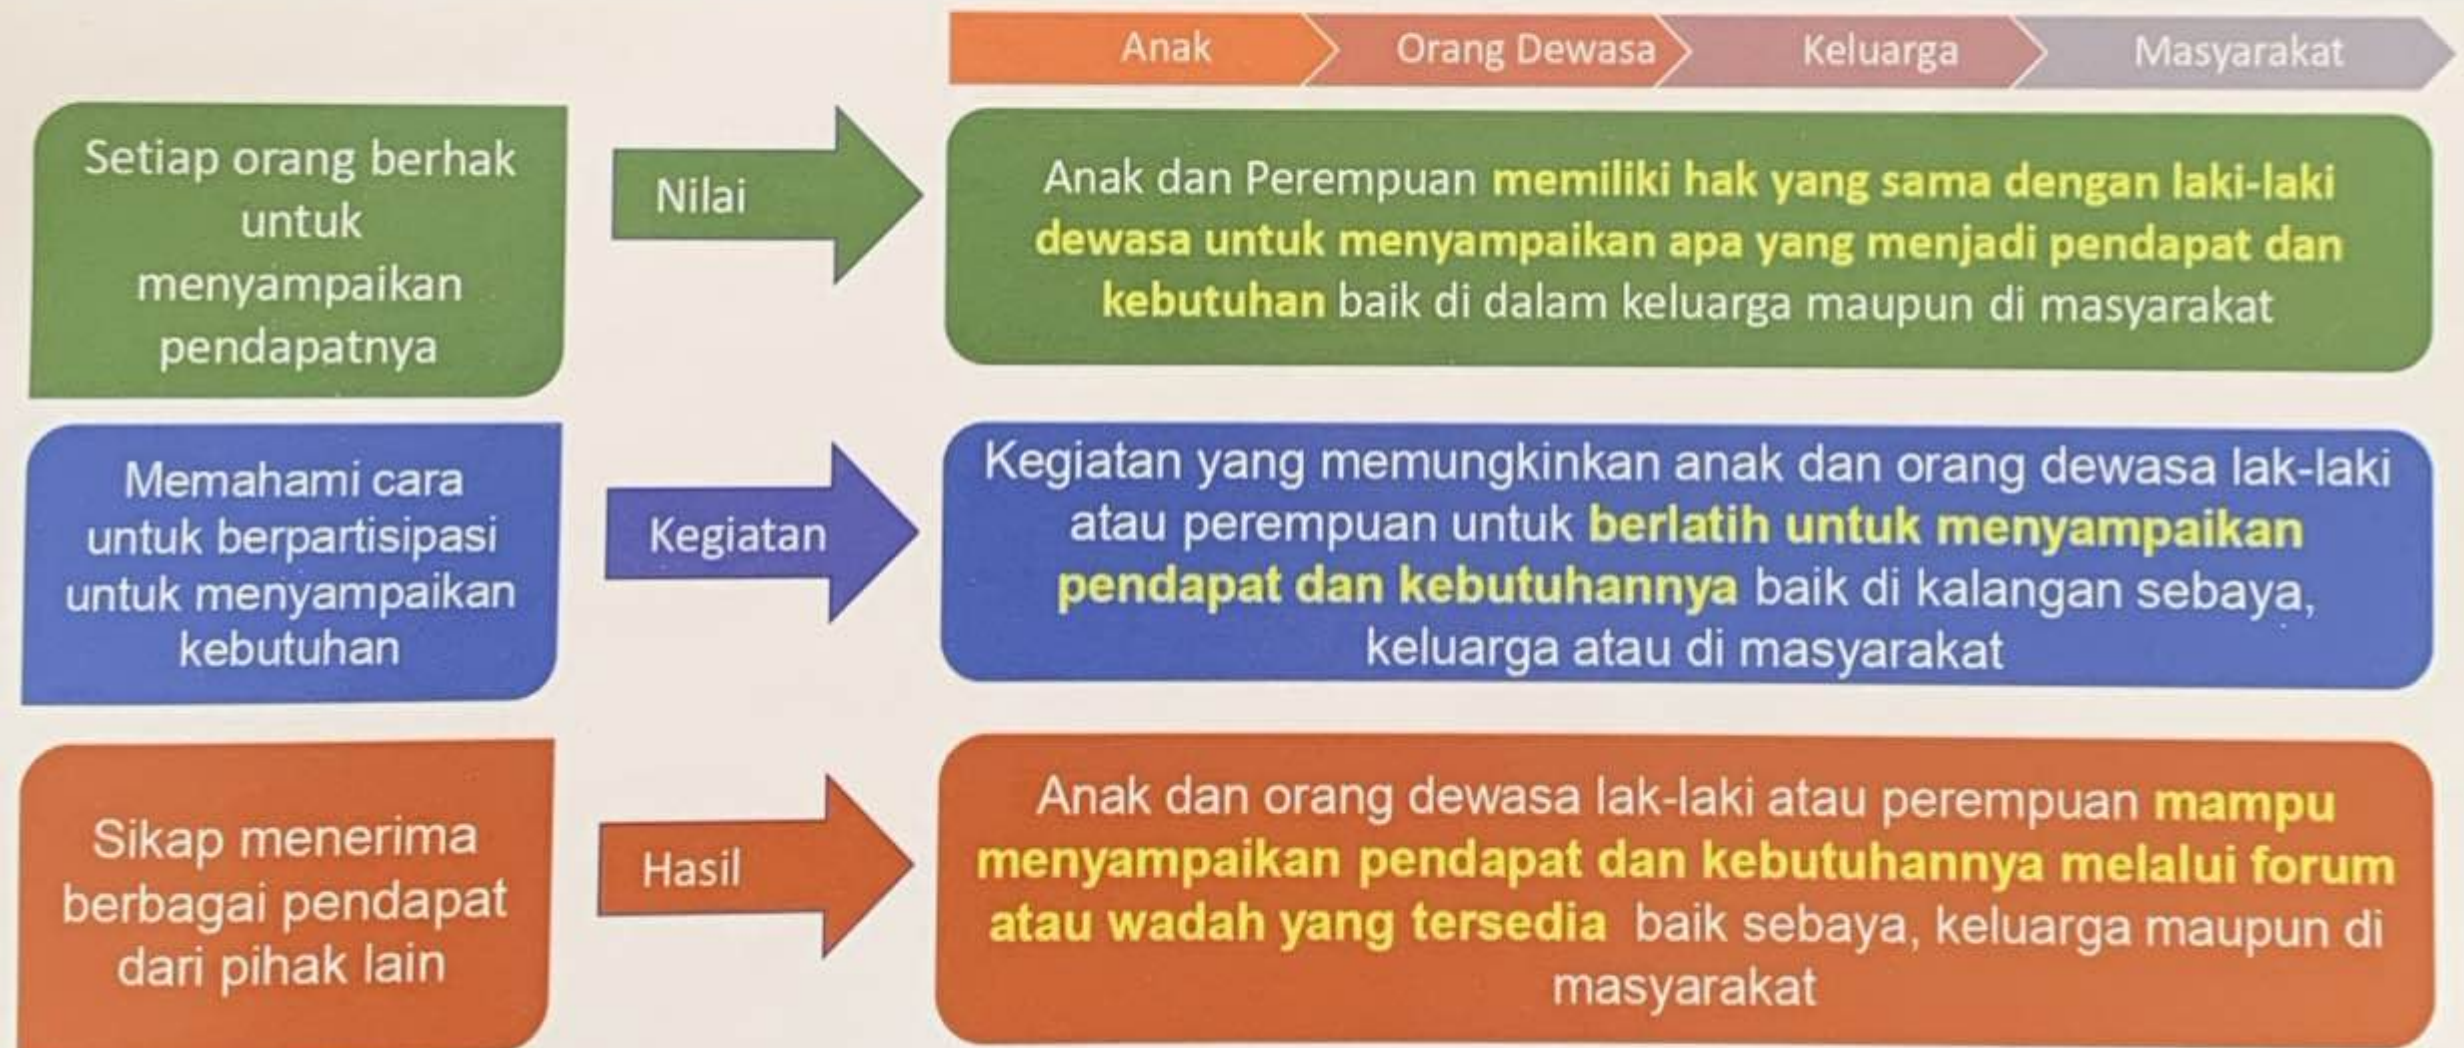 Anak
Orang Dewasa
Keluarga
Masyarakat
Setiap orang berhak
untuk
menyampaikan
pendapatnya
Nilai
Anak dan Perempuan memiliki hak yang sama dengan laki-laki
dewasa untuk menyampaikan apa yang menjadi pendapat dan
kebutuhan baik di dalam keluarga maupun di masyarakat
Memahami cara
untuk berpartisipasi
untuk menyampaikan
kebutuhan
Kegiatan
Kegiatan yang memungkinkan anak dan orang dewasa lak-laki
atau perempuan untuk berlatih untuk menyampaikan
pendapat dan kebutuhannya baik di kalangan sebaya,
keluarga atau di masyarakat
Sikap menerima
berbagai pendapat
dari pihak lain
Hasil
Anak dan orang dewasa lak-laki atau perempuan mampu
menyampaikan pendapat dan kebutuhannya melalui forum
atau wadah yang tersedia baik sebaya, keluarga maupun di
masyarakat